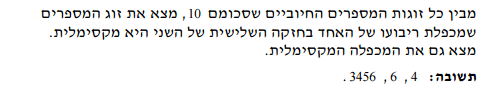 מבין כל זוגות המספרים החיוביים שסכומם 10, מצא את זוג המספרים
שמכפלת ריבועו של האחד בחזקה השלישית של השני היא מקסימלית.
מצא גם את המכפלה המקסימלית.
תשובה: 4, 6, 3456.